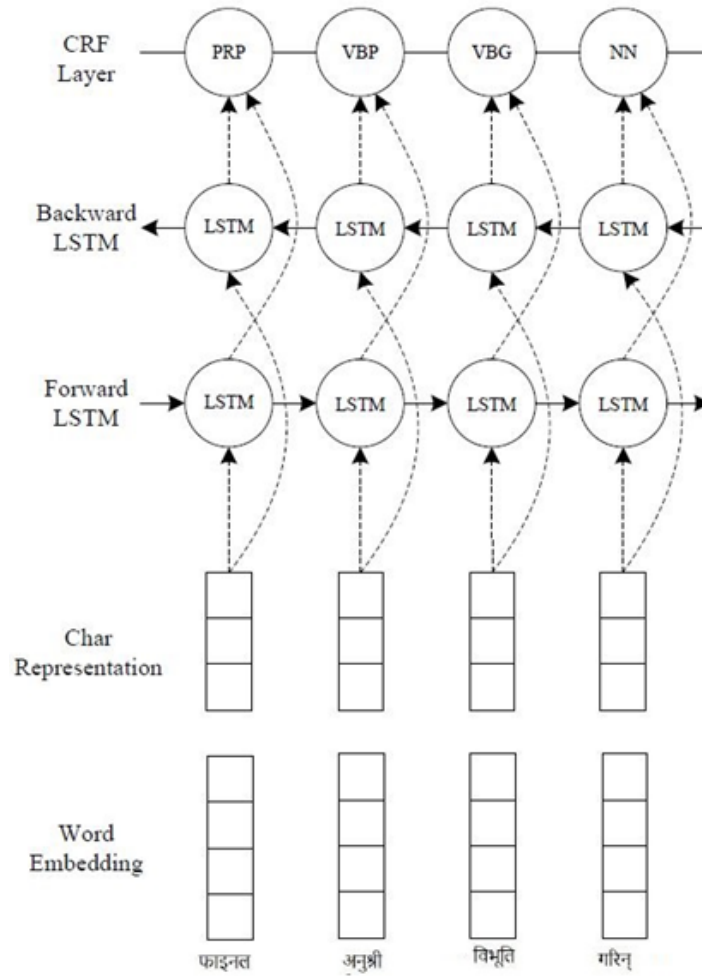 CRF
Layer
PRP VBP VBG NN
Backward
LSTM
LSTM LSTM LSTM LSTM
Forward
LSTM
LSTM LSTM LSTM LSTM
Char
Representation
Word
Embedding
फाइनल अनुश्री विभूति गरिन्